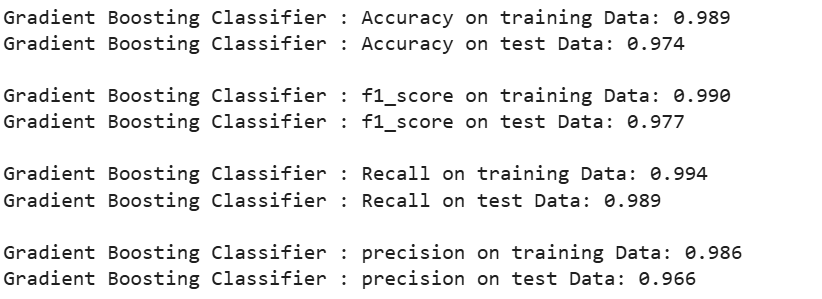 Gradient Boosting Classifier : Accuracy on training Data: 0.989
Gradient Boosting Classifier : Accuracy on test Data: 0.974
Gradient Boosting Classifier : f1_score on training Data: 0.990
Gradient Boosting Classifier : f1_score on test Data: 0.977
Gradient Boosting Classifier : Recall on training Data: 0.994
Gradient Boosting Classifier : Recall on test Data: 0.989
Gradient Boosting Classifier : precision on training Data: 0.986
Gradient Boosting Classifier : precision on test Data: 0.966